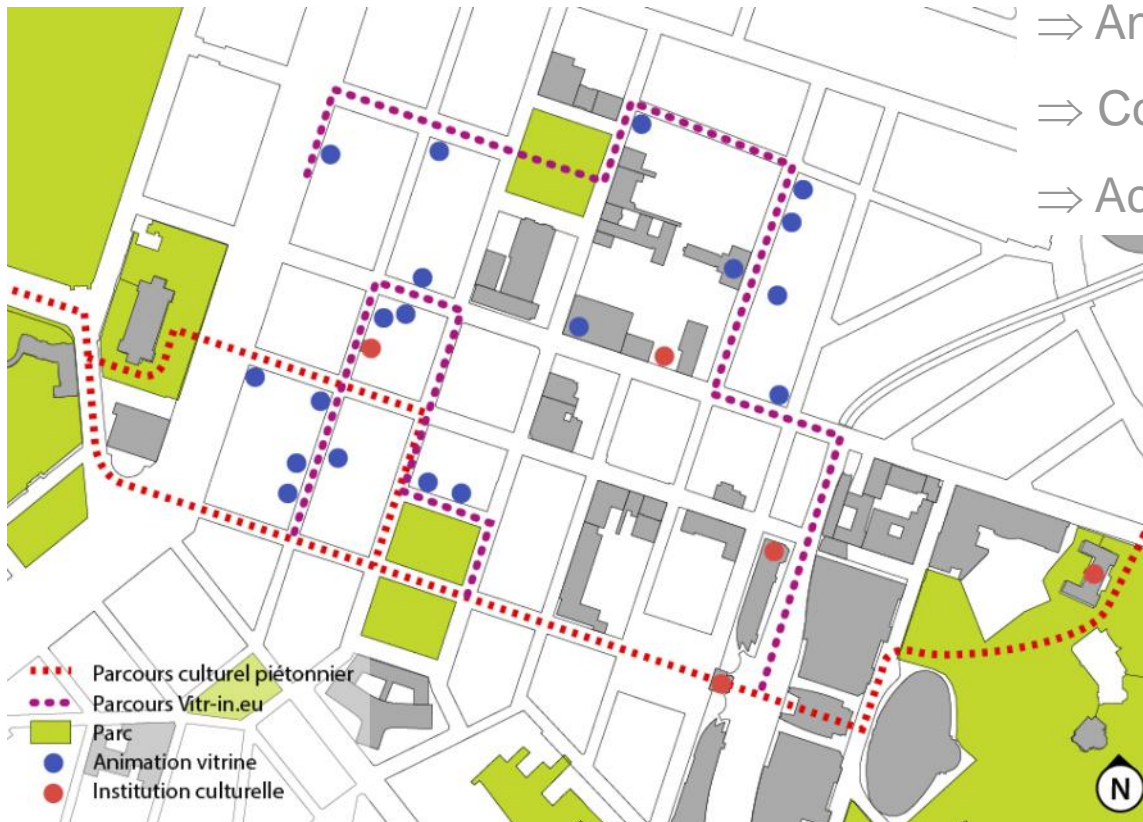 ⇒ Ar
⇒ Co
⇒ Ac
Parcours culturel piétonnier
Parcours Vitr-in.eu
Parc
Animation vitrine
Institution culturelle
N